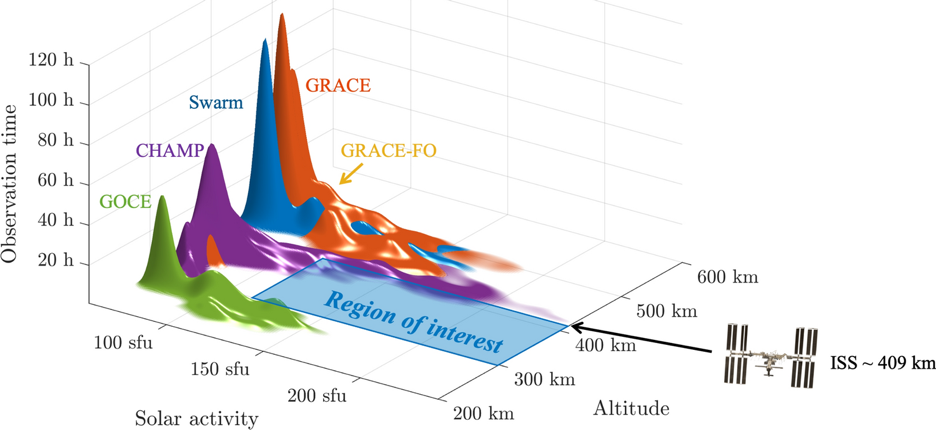 120 h
100 h
80 h
60 h
40 h
20 h
Observation time
GRACE
Swarm
GRACE-FO
CHAMP
GOCE
Region of interest
600 km
500 km
400 km
300 km
200 km
Altitude
ISS ~ 409 km
100 sfu
150 sfu
200 sfu
Solar activity